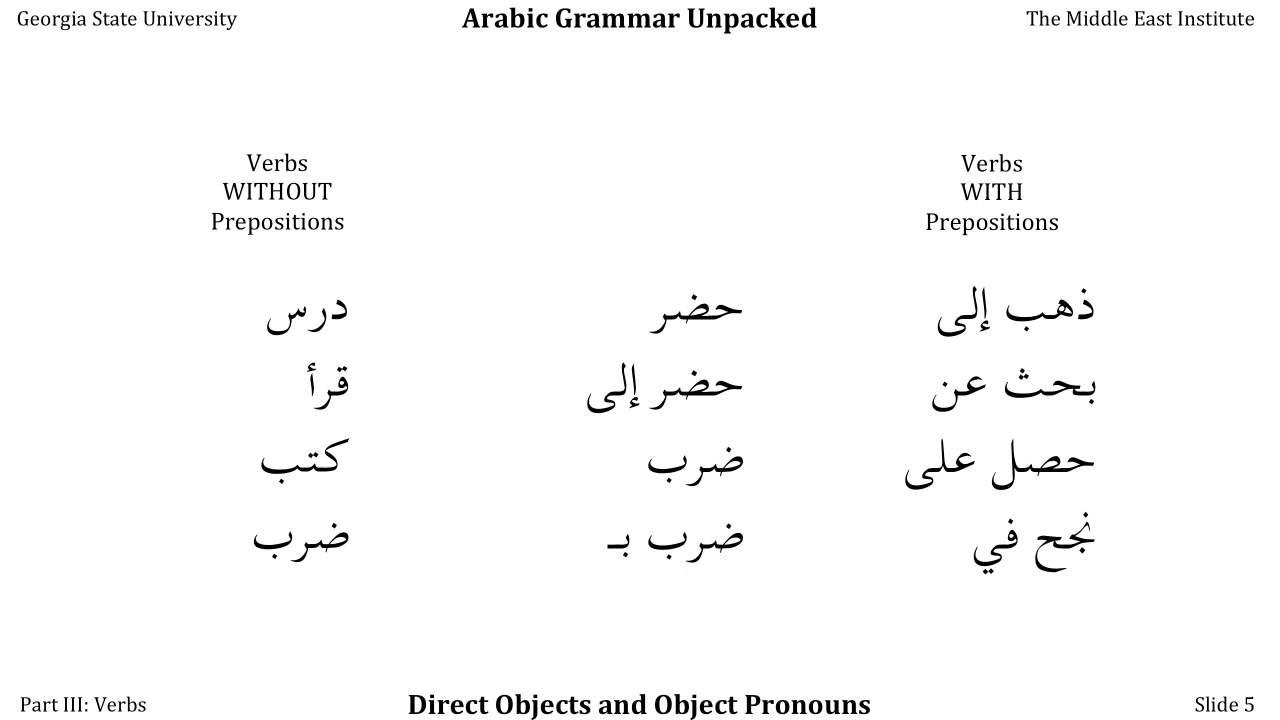 Georgia State University
Arabic Grammar Unpacked
The Middle East Institute
Verbs
WITHOUT
Prepositions
Verbs
WITH
Prepositions
درس
حضر
ذهب إلى
قرأ
حضر إلى
بحث عن
كتب
ضرب
حصل على
ضرب
ضرب بـ
نجح في
Part III: Verbs
Direct Objects and Object Pronouns
Slide 5